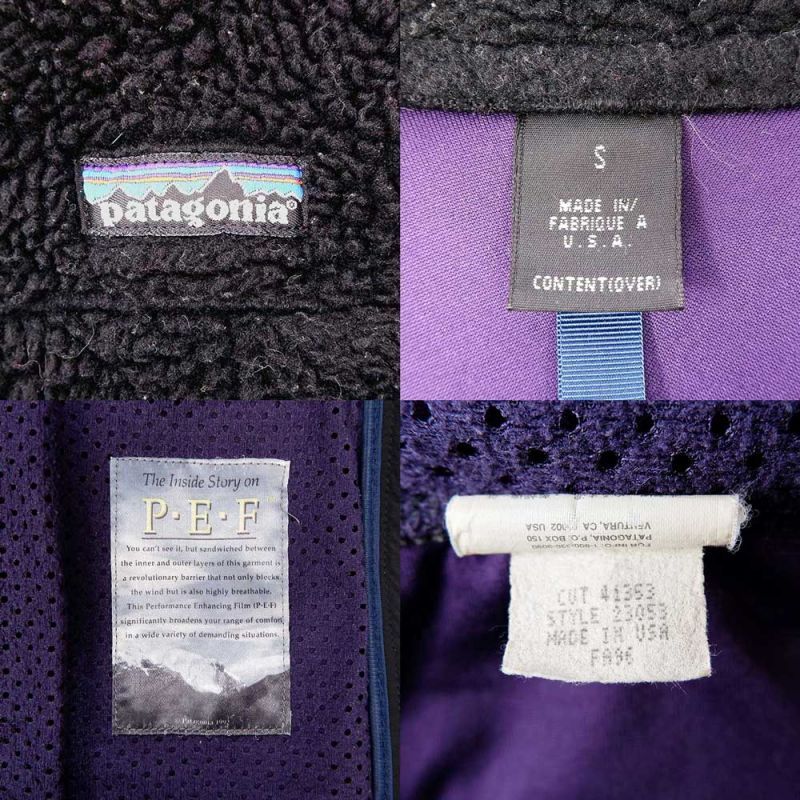 patagonia®
S
MADE IN/
FABRIQUE A
U.S.A.
CONTENT(OVER)
The Inside Story on
P·E·F™
You can't see it, but sandwiched between
the inner and outer layers of this garment is
a revolutionary barrier that not only blocks
the wind but is also highly breathable.
This Performance Enhancing Film (P·E·F)
significantly broadens your range of comfort
in a wide variety of demanding situations.
© Patagonia
VENTURA, CA 93002 USA
PATAGONIA, P.O. BOX 150
CUT 41353
STYLE 23053
MADE IN USA
FA96